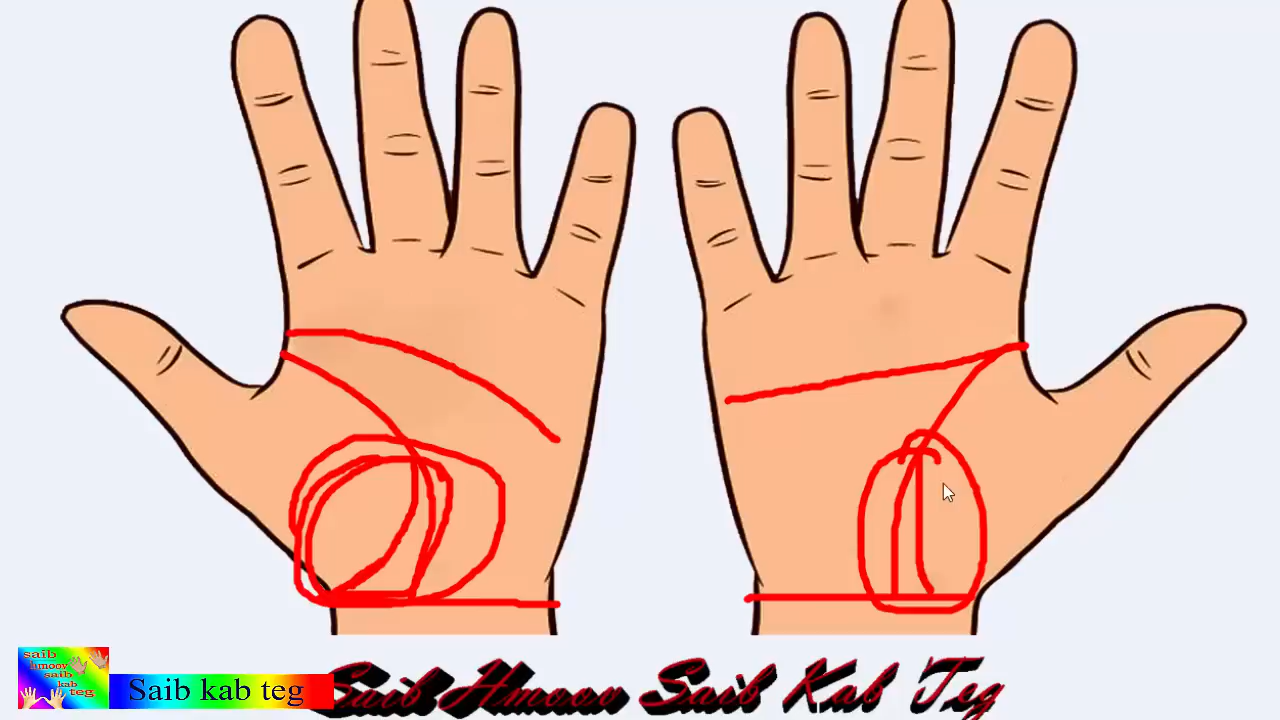 saib
hmoov
saib
kab
teg
Saib kab teg
Saib Hmoov Saib Kab Teg